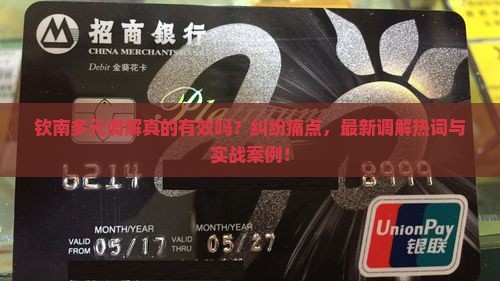 招商银行
CHINA MERCHANTS
Debit 金葵花卡
钦南多元调解真的有效吗？纠纷痛点，最新调解热词与
实战案例！
6214
8999
MONTH/YEAR
MONTH/YEAR
VALID FROM 05/17 VALID THRU 05/27
UnionPay
银联